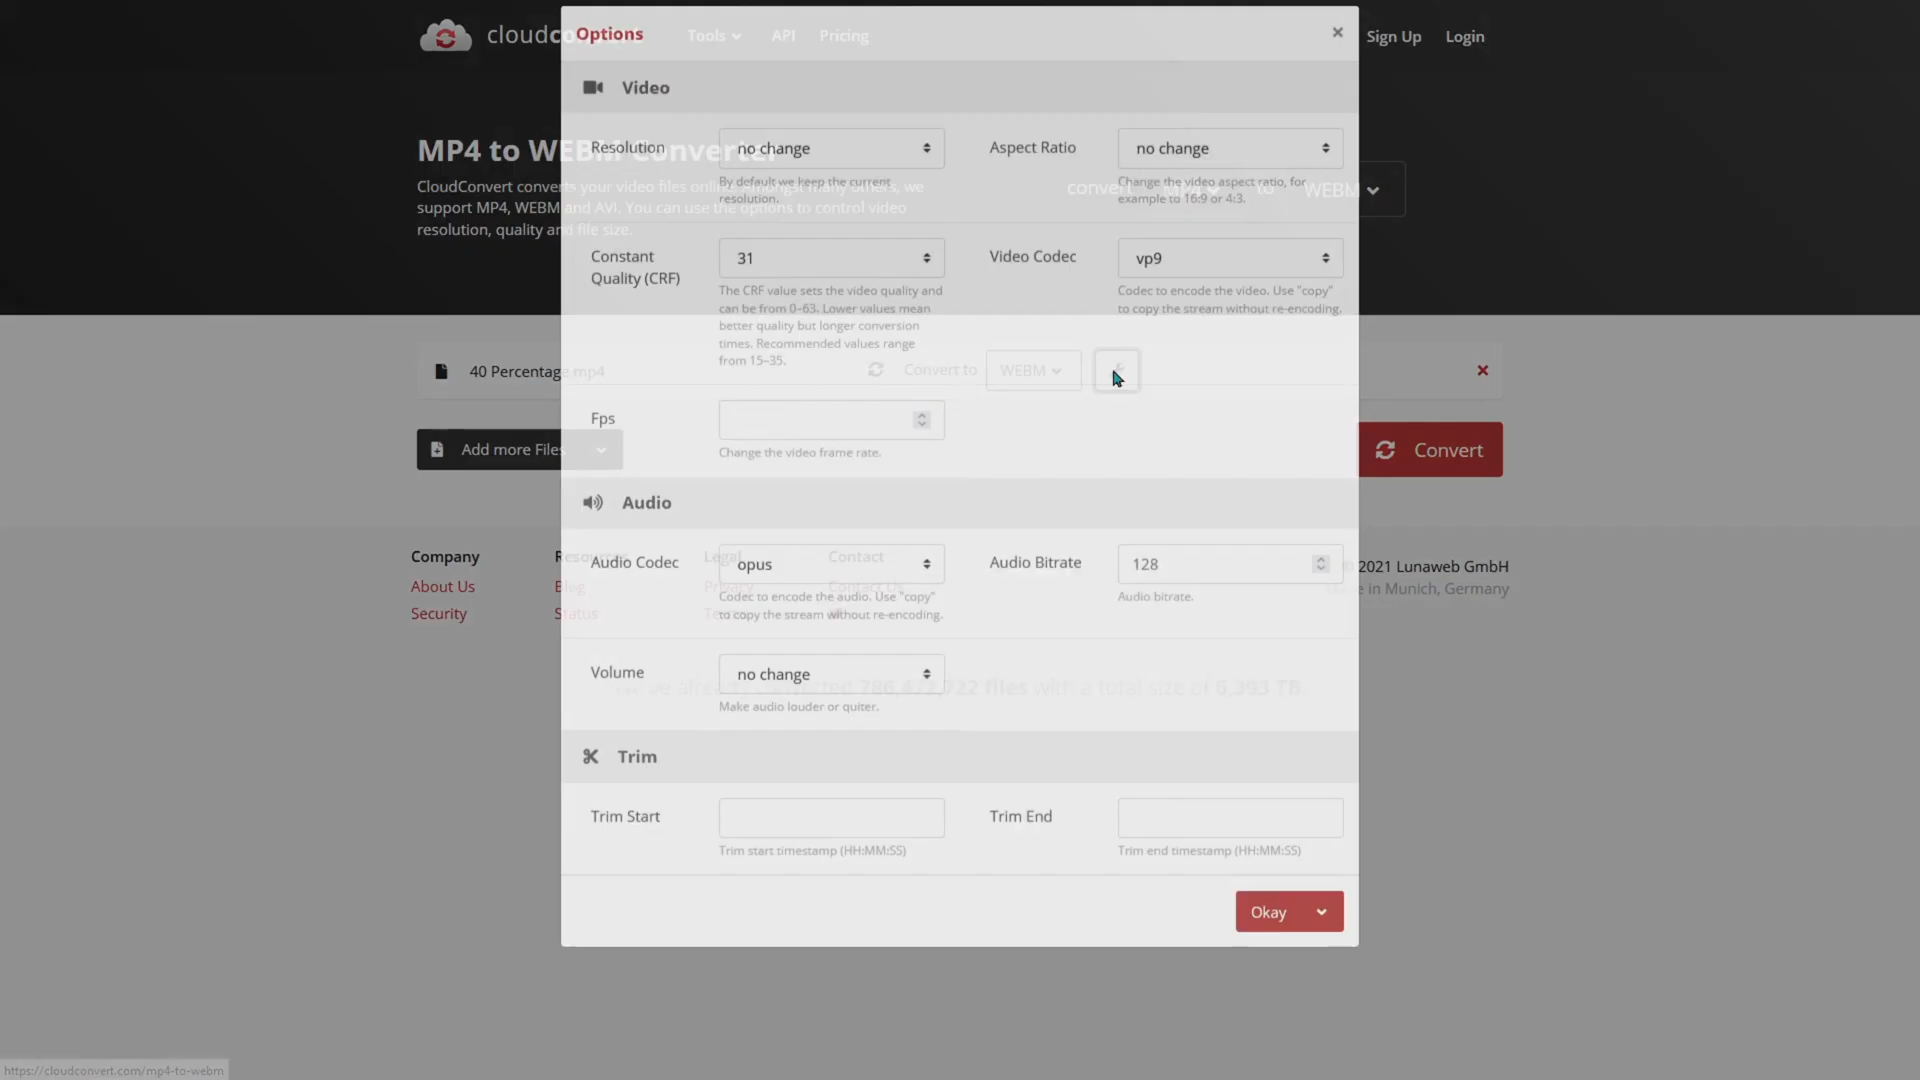 cloudc
Tools
API
Pricing
Sign Up
Login
Options
Video
MP4 to WEBM Converter
CloudConvert converts your video files online. Amongst many others, we
support MP4, WEBM and AVI. You can use the options to control video
resolution, quality and file size.
convert MP4 to WEBM
Resolution
no change
By default we keep the current
resolution.
Aspect Ratio
no change
Change the video aspect ratio, for
example to 16:9 or 4:3.
Constant
Quality (CRF)
31
The CRF value sets the video quality and
can be from 0-63. Lower values mean
better quality but longer conversion
times. Recommended values range
from 15-35.
Video Codec
vp9
Codec to encode the video. Use "copy"
to copy the stream without re-encoding.
40 Percentage.mp4
Convert to
WEBM
Fps
Change the video frame rate.
Add more Files
Convert
Audio
Audio Codec
opus
Codec to encode the audio. Use "copy"
to copy the stream without re-encoding.
Audio Bitrate
128
Audio bitrate.
Company
About Us
Security
Resources
Blog
Status
Legal
Privacy
Terms
Contact
Contact Us
2021 Lunaweb GmbH
in Munich, Germany
Volume
no change
Make audio louder or quiter.
already converted 786,472,722 files with a total size of 6,393 TB.
Trim
Trim Start
Trim start timestamp (HH:MM:SS)
Trim End
Trim end timestamp (HH:MM:SS)
Okay
https://cloudconvert.com/mp4-to-webm